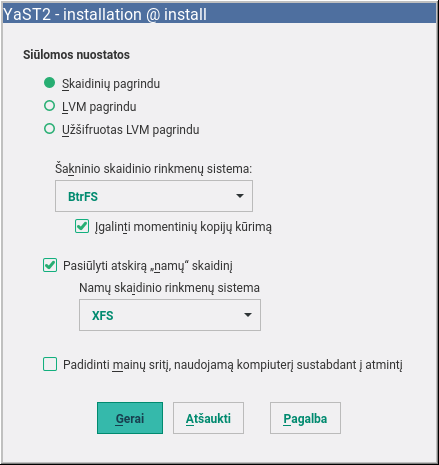 YaST2 - installation @ install
Siūlomos nuostatos
Skaidinių pagrindu
LVM pagrindu
Užšifruotas LVM pagrindu
Šakninio skaidinio rinkmenų sistema:
BtrFS
Įgalinti momentinių kopijų kūrimą
Pasiūlyti atskirą „namų“ skaidinį
Namų skaidinio rinkmenų sistema
XFS
Padidinti mainų sritį, naudojamą kompiuterį sustabdant į atmintį
Gerai Atšaukti Pagalba